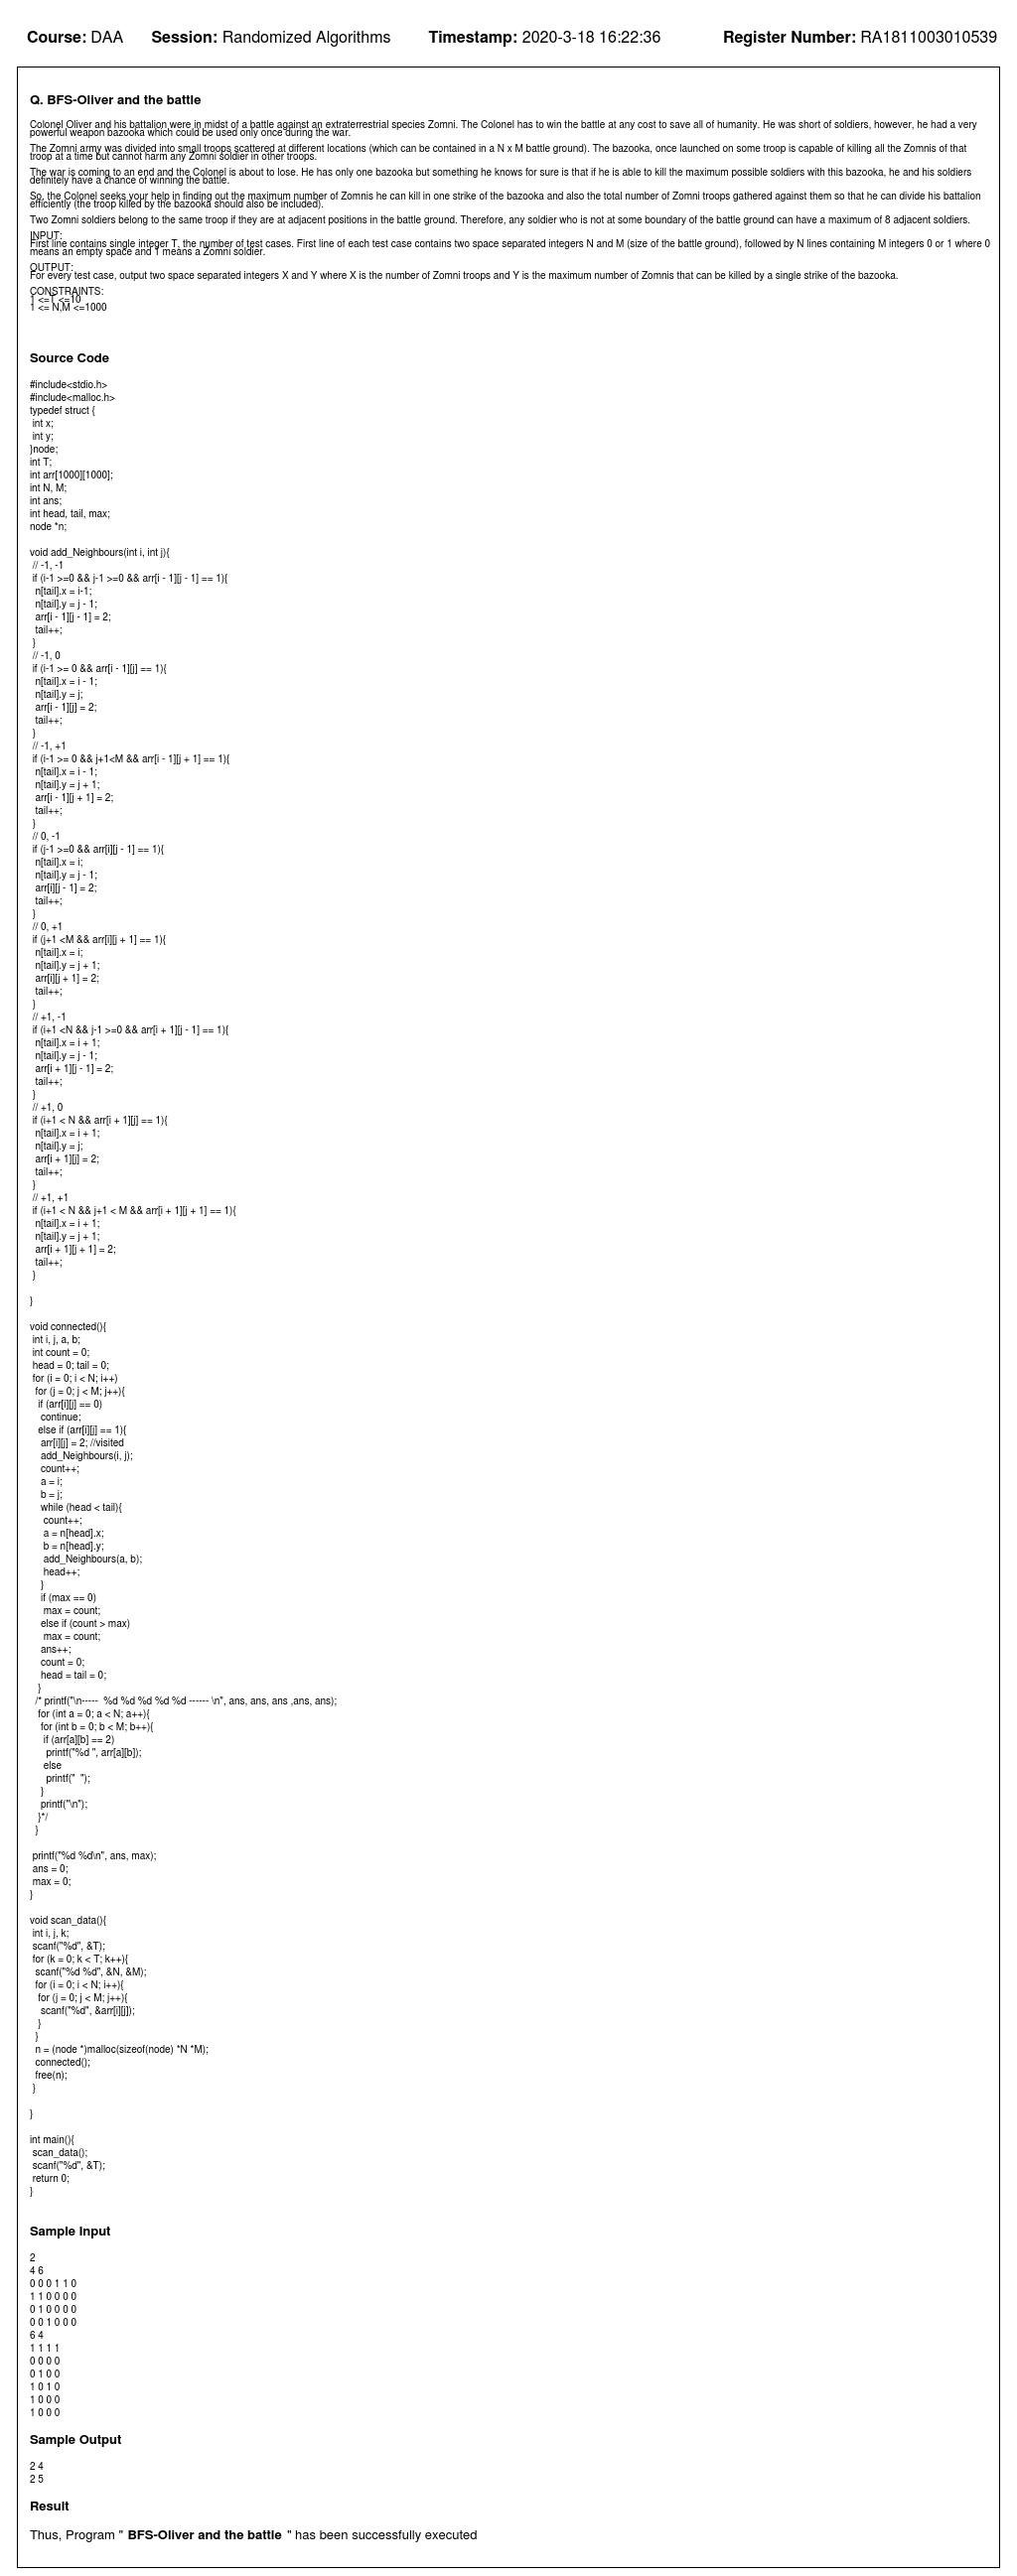 Course: DAA Session: Randomized Algorithms Timestamp: 2020-3-18 16:22:36 Register Number: RA1811003010539
Q. BFS-Oliver and the battle
Colonel Oliver and his battalion were in midst of a battle against an extraterrestrial species Zomni. The Colonel has to win the battle at any cost to save all of humanity. He was short of soldiers, however, he had a very
powerful weapon bazooka which could be used only once during the war.
The Zomni army was divided into small troops scattered at different locations (which can be contained in a N x M battle ground). The bazooka, once launched on some troop is capable of killing all the Zomnis of that
troop at a time but cannot harm any Zomni soldier in other troops.
The war is coming to an end and the Colonel is about to lose. He has only one bazooka but something he knows for sure is that if he is able to kill the maximum possible soldiers with this bazooka, he and his soldiers
definitely have a chance of winning the battle.
So, the Colonel seeks your help in finding out the maximum number of Zomnis he can kill in one strike of the bazooka and also the total number of Zomni troops gathered against them so that he can divide his battalion
efficiently (the troop killed by the bazooka should also be included).
Two Zomni soldiers belong to the same troop if they are at adjacent positions in the battle ground. Therefore, any soldier who is not at some boundary of the battle ground can have a maximum of 8 adjacent soldiers.
INPUT:
First line contains single integer T, the number of test cases. First line of each test case contains two space separated integers N and M (size of the battle ground), followed by N lines containing M integers 0 or 1 where 0
means an empty space and 1 means a Zomni soldier.
OUTPUT:
For every test case, output two space separated integers X and Y where X is the number of Zomni troops and Y is the maximum number of Zomnis that can be killed by a single strike of the bazooka.
CONSTRAINTS:
1 <=T <=10
1 <= N,M <=1000
Source Code
#include<stdio.h>
#include<malloc.h>
typedef struct {
int x;
int y;
}node;
int T;
int arr[1000][1000];
int N, M;
int ans;
int head, tail, max;
node *n;
void add_Neighbours(int i, int j){
// -1, -1
if (i-1 >=0 && j-1 >=0 && arr[i - 1][j - 1] == 1){
n[tail].x = i-1;
n[tail].y = j - 1;
arr[i - 1][j - 1] = 2;
tail++;
}
// -1, 0
if (i-1 >= 0 && arr[i - 1][j] == 1){
n[tail].x = i - 1;
n[tail].y = j;
arr[i - 1][j] = 2;
tail++;
}
// -1, +1
if (i-1 >= 0 && j+1<M && arr[i - 1][j + 1] == 1){
n[tail].x = i - 1;
n[tail].y = j + 1;
arr[i - 1][j + 1] = 2;
tail++;
}
// 0, -1
if (j-1 >=0 && arr[i][j - 1] == 1){
n[tail].x = i;
n[tail].y = j - 1;
arr[i][j - 1] = 2;
tail++;
}
// 0, +1
if (j+1 <M && arr[i][j + 1] == 1){
n[tail].x = i;
n[tail].y = j + 1;
arr[i][j + 1] = 2;
tail++;
}
// +1, -1
if (i+1 <N && j-1 >=0 && arr[i + 1][j - 1] == 1){
n[tail].x = i + 1;
n[tail].y = j - 1;
arr[i + 1][j - 1] = 2;
tail++;
}
// +1, 0
if (i+1 < N && arr[i + 1][j] == 1){
n[tail].x = i + 1;
n[tail].y = j;
arr[i + 1][j] = 2;
tail++;
}
// +1, +1
if (i+1 < N && j+1 < M && arr[i + 1][j + 1] == 1){
n[tail].x = i + 1;
n[tail].y = j + 1;
arr[i + 1][j + 1] = 2;
tail++;
}
}
void connected(){
int i, j, a, b;
int count = 0;
head = 0; tail = 0;
for (i = 0; i < N; i++)
for (j = 0; j < M; j++){
if (arr[i][j] == 0)
continue;
else if (arr[i][j] == 1){
arr[i][j] = 2; //visited
add_Neighbours(i, j);
count++;
a = i;
b = j;
while (head < tail){
count++;
a = n[head].x;
b = n[head].y;
add_Neighbours(a, b);
head++;
}
if (max == 0)
max = count;
else if (count > max)
max = count;
ans++;
count = 0;
head = tail = 0;
}
/* printf("\n----- %d %d %d %d %d ------ \n", ans, ans, ans ,ans, ans);
for (int a = 0; a < N; a++){
for (int b = 0; b < M; b++){
if (arr[a][b] == 2)
printf("%d ", arr[a][b]);
else
printf("  ");
}
printf("\n");
}*/
}
printf("%d %d\n", ans, max);
ans = 0;
max = 0;
}
void scan_data(){
int i, j, k;
scanf("%d", &T);
for (k = 0; k < T; k++){
scanf("%d %d", &N, &M);
for (i = 0; i < N; i++){
for (j = 0; j < M; j++){
scanf("%d", &arr[i][j]);
}
}
n = (node *)malloc(sizeof(node) *N *M);
connected();
free(n);
}
}
int main(){
scan_data();
scanf("%d", &T);
return 0;
}
Sample Input
2
4 6
0 0 0 1 1 0
1 1 0 0 0 0
0 1 0 0 0 0
0 0 1 0 0 0
6 4
1 1 1 1
0 0 0 0
0 1 0 0
1 0 1 0
1 0 0 0
1 0 0 0
Sample Output
2 4
2 5
Result
Thus, Program " BFS-Oliver and the battle " has been successfully executed